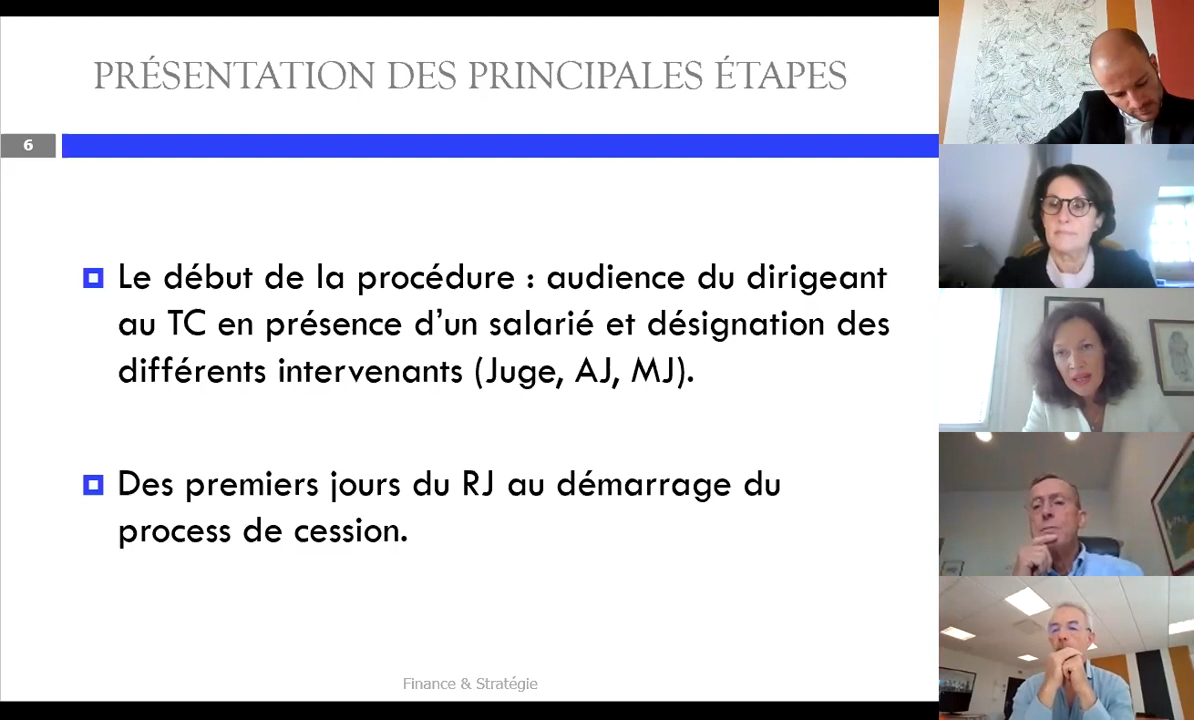 PRÉSENTATION DES PRINCIPALES ÉTAPES
6
Le début de la procédure : audience du dirigeant
au TC en présence d’un salarié et désignation des
différents intervenants (Juge, AJ, MJ).
Des premiers jours du RJ au démarrage du
process de cession.
Finance & Stratégie